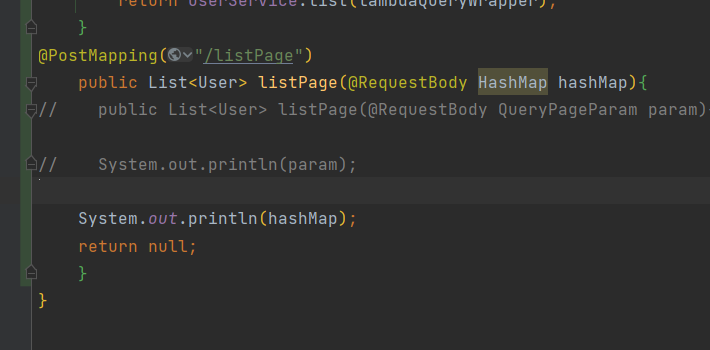 return userService.list(lambdaQueryWrapper);
}
@PostMapping("/listPage")
public List<User> listPage(@RequestBody HashMap hashMap){
// public List<User> listPage(@RequestBody QueryPageParam param)
// System.out.println(param);
System.out.println(hashMap);
return null;
}
}